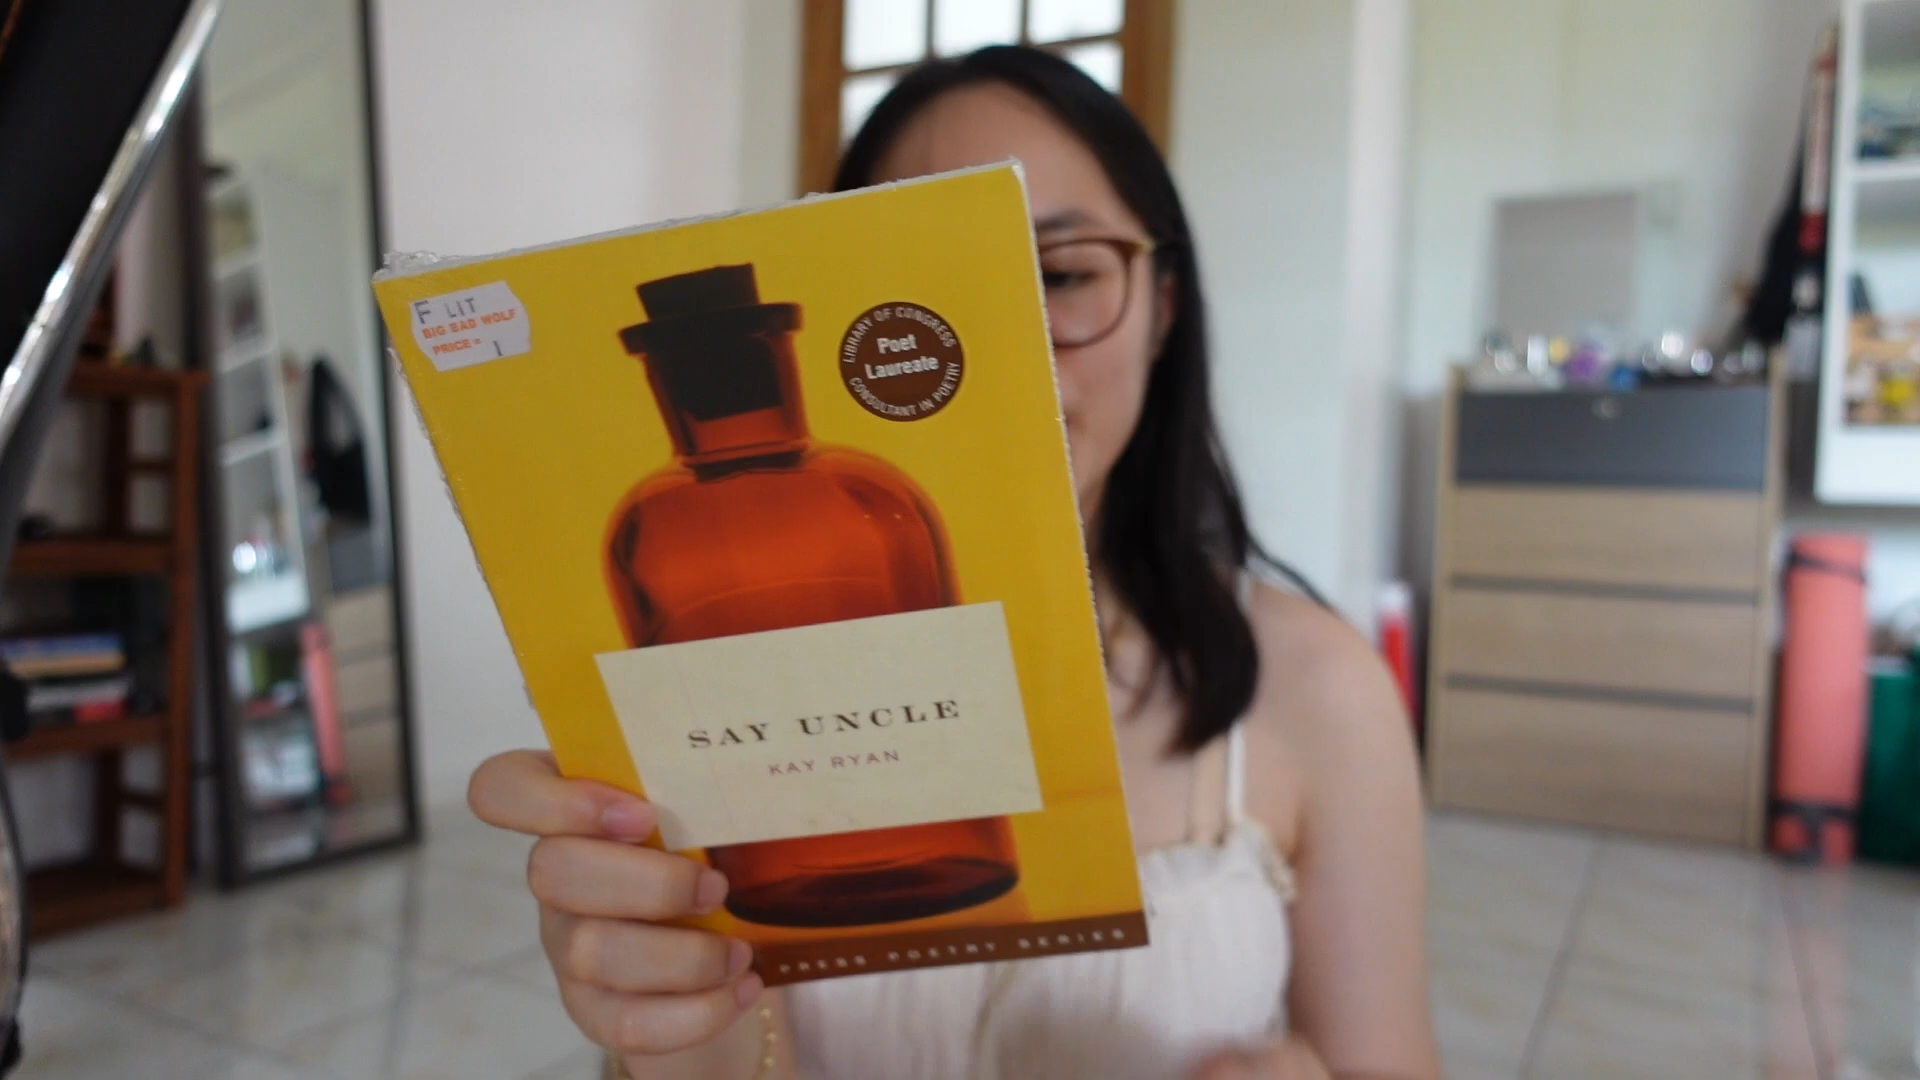 F LIT
BIG BAD WOLF
PRICE = 1
LIBRARY OF CONGRESS
Poet
Laureate
CONSULTANT IN POETRY
SAY UNCLE
KAY RYAN
PRESS POETRY SERIES